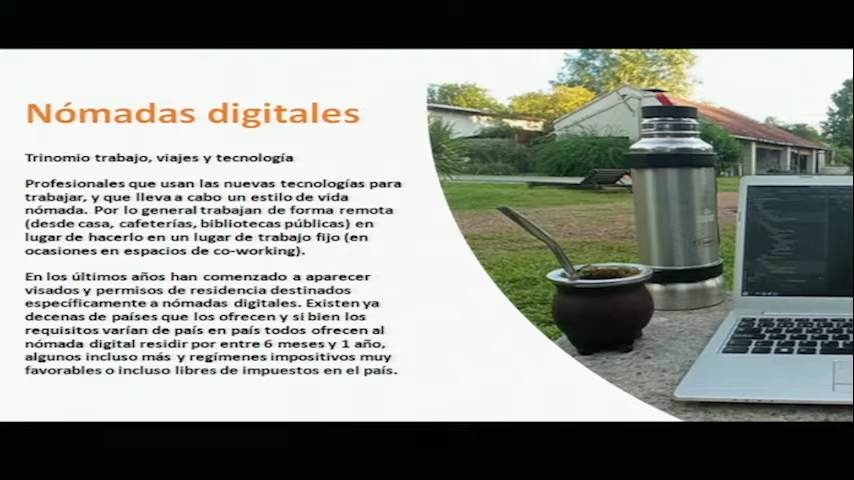 Nómadas digitales
Trinomio trabajo, viajes y tecnología
Profesionales que usan las nuevas tecnologías para
trabajar, y que lleva a cabo un estilo de vida
nómada. Por lo general trabajan de forma remota
(desde casa, cafeterías, bibliotecas públicas) en
lugar de hacerlo en un lugar de trabajo fijo (en
ocasiones en espacios de co-working).
En los últimos años han comenzado a aparecer
visados y permisos de residencia destinados
específicamente a nómadas digitales. Existen ya
decenas de países que los ofrecen y si bien los
requisitos varían de país en país todos ofrecen al
nómada digital residir por entre 6 meses y 1 año,
algunos incluso más y regímenes impositivos muy
favorables o incluso libres de impuestos en el país.